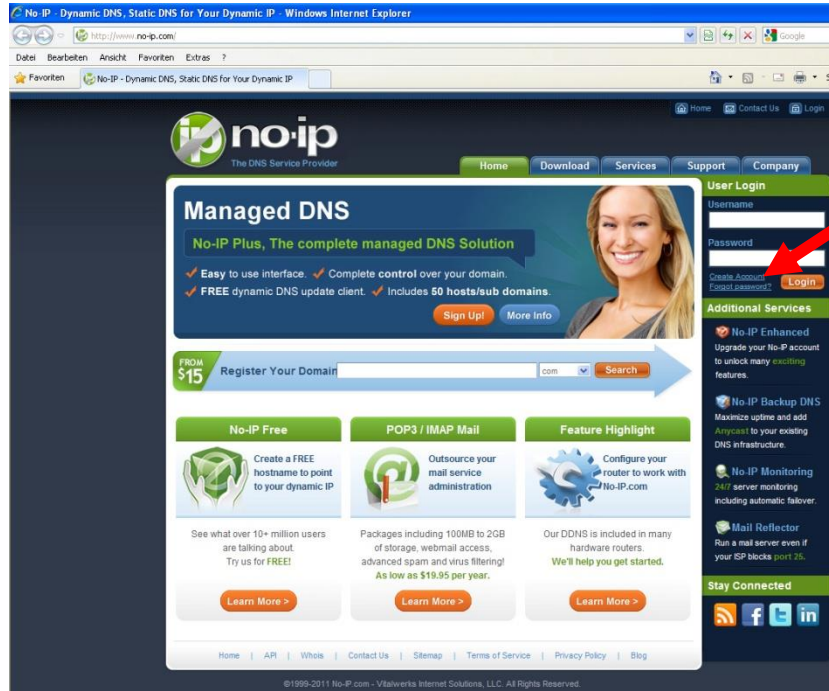 No-IP - Dynamic DNS, Static DNS for Your Dynamic IP - Windows Internet Explorer
http://www.no-ip.com/
Google
Datei Bearbeiten Ansicht Favoriten Extras ?
Favoriten
No-IP - Dynamic DNS, Static DNS for Your Dynamic IP
Home Contact Us Login
ip no-ip
The DNS Service Provider
Home Download Services Support Company
Managed DNS
No-IP Plus, The complete managed DNS Solution
Easy to use interface. Complete control over your domain.
FREE dynamic DNS update client. Includes 50 hosts/sub domains.
Sign Up! More Info
User Login
Username
Password
Create Account
Forgot password?
Login
FROM
$15
Register Your Domain
com
Search
Additional Services
No-IP Enhanced
Upgrade your No-IP account
to unlock many exciting
features.
No-IP Backup DNS
Maximize uptime and add
Anycast to your existing
DNS infrastructure.
No-IP Monitoring
24/7 server monitoring
including automatic failover.
Mail Reflector
Run a mail server even if
your ISP blocks port 25.
Stay Connected
f t in
No-IP Free
Create a FREE
hostname to point
to your dynamic IP
See what over 10+ million users
are talking about.
Try us for FREE!
Learn More >
POP3 / IMAP Mail
Outsource your
mail service
administration
Packages including 100MB to 2GB
of storage, webmail access,
advanced spam and virus filtering!
As low as $19.95 per year.
Learn More >
Feature Highlight
Configure your
router to work with
No-IP.com
Our DDNS is included in many
hardware routers.
We'll help you get started.
Learn More >
Home | API | Whois | Contact Us | Sitemap | Terms of Service | Privacy Policy | Blog
©1999-2011 No-IP.com - Vitalwerks Internet Solutions, LLC. All Rights Reserved.